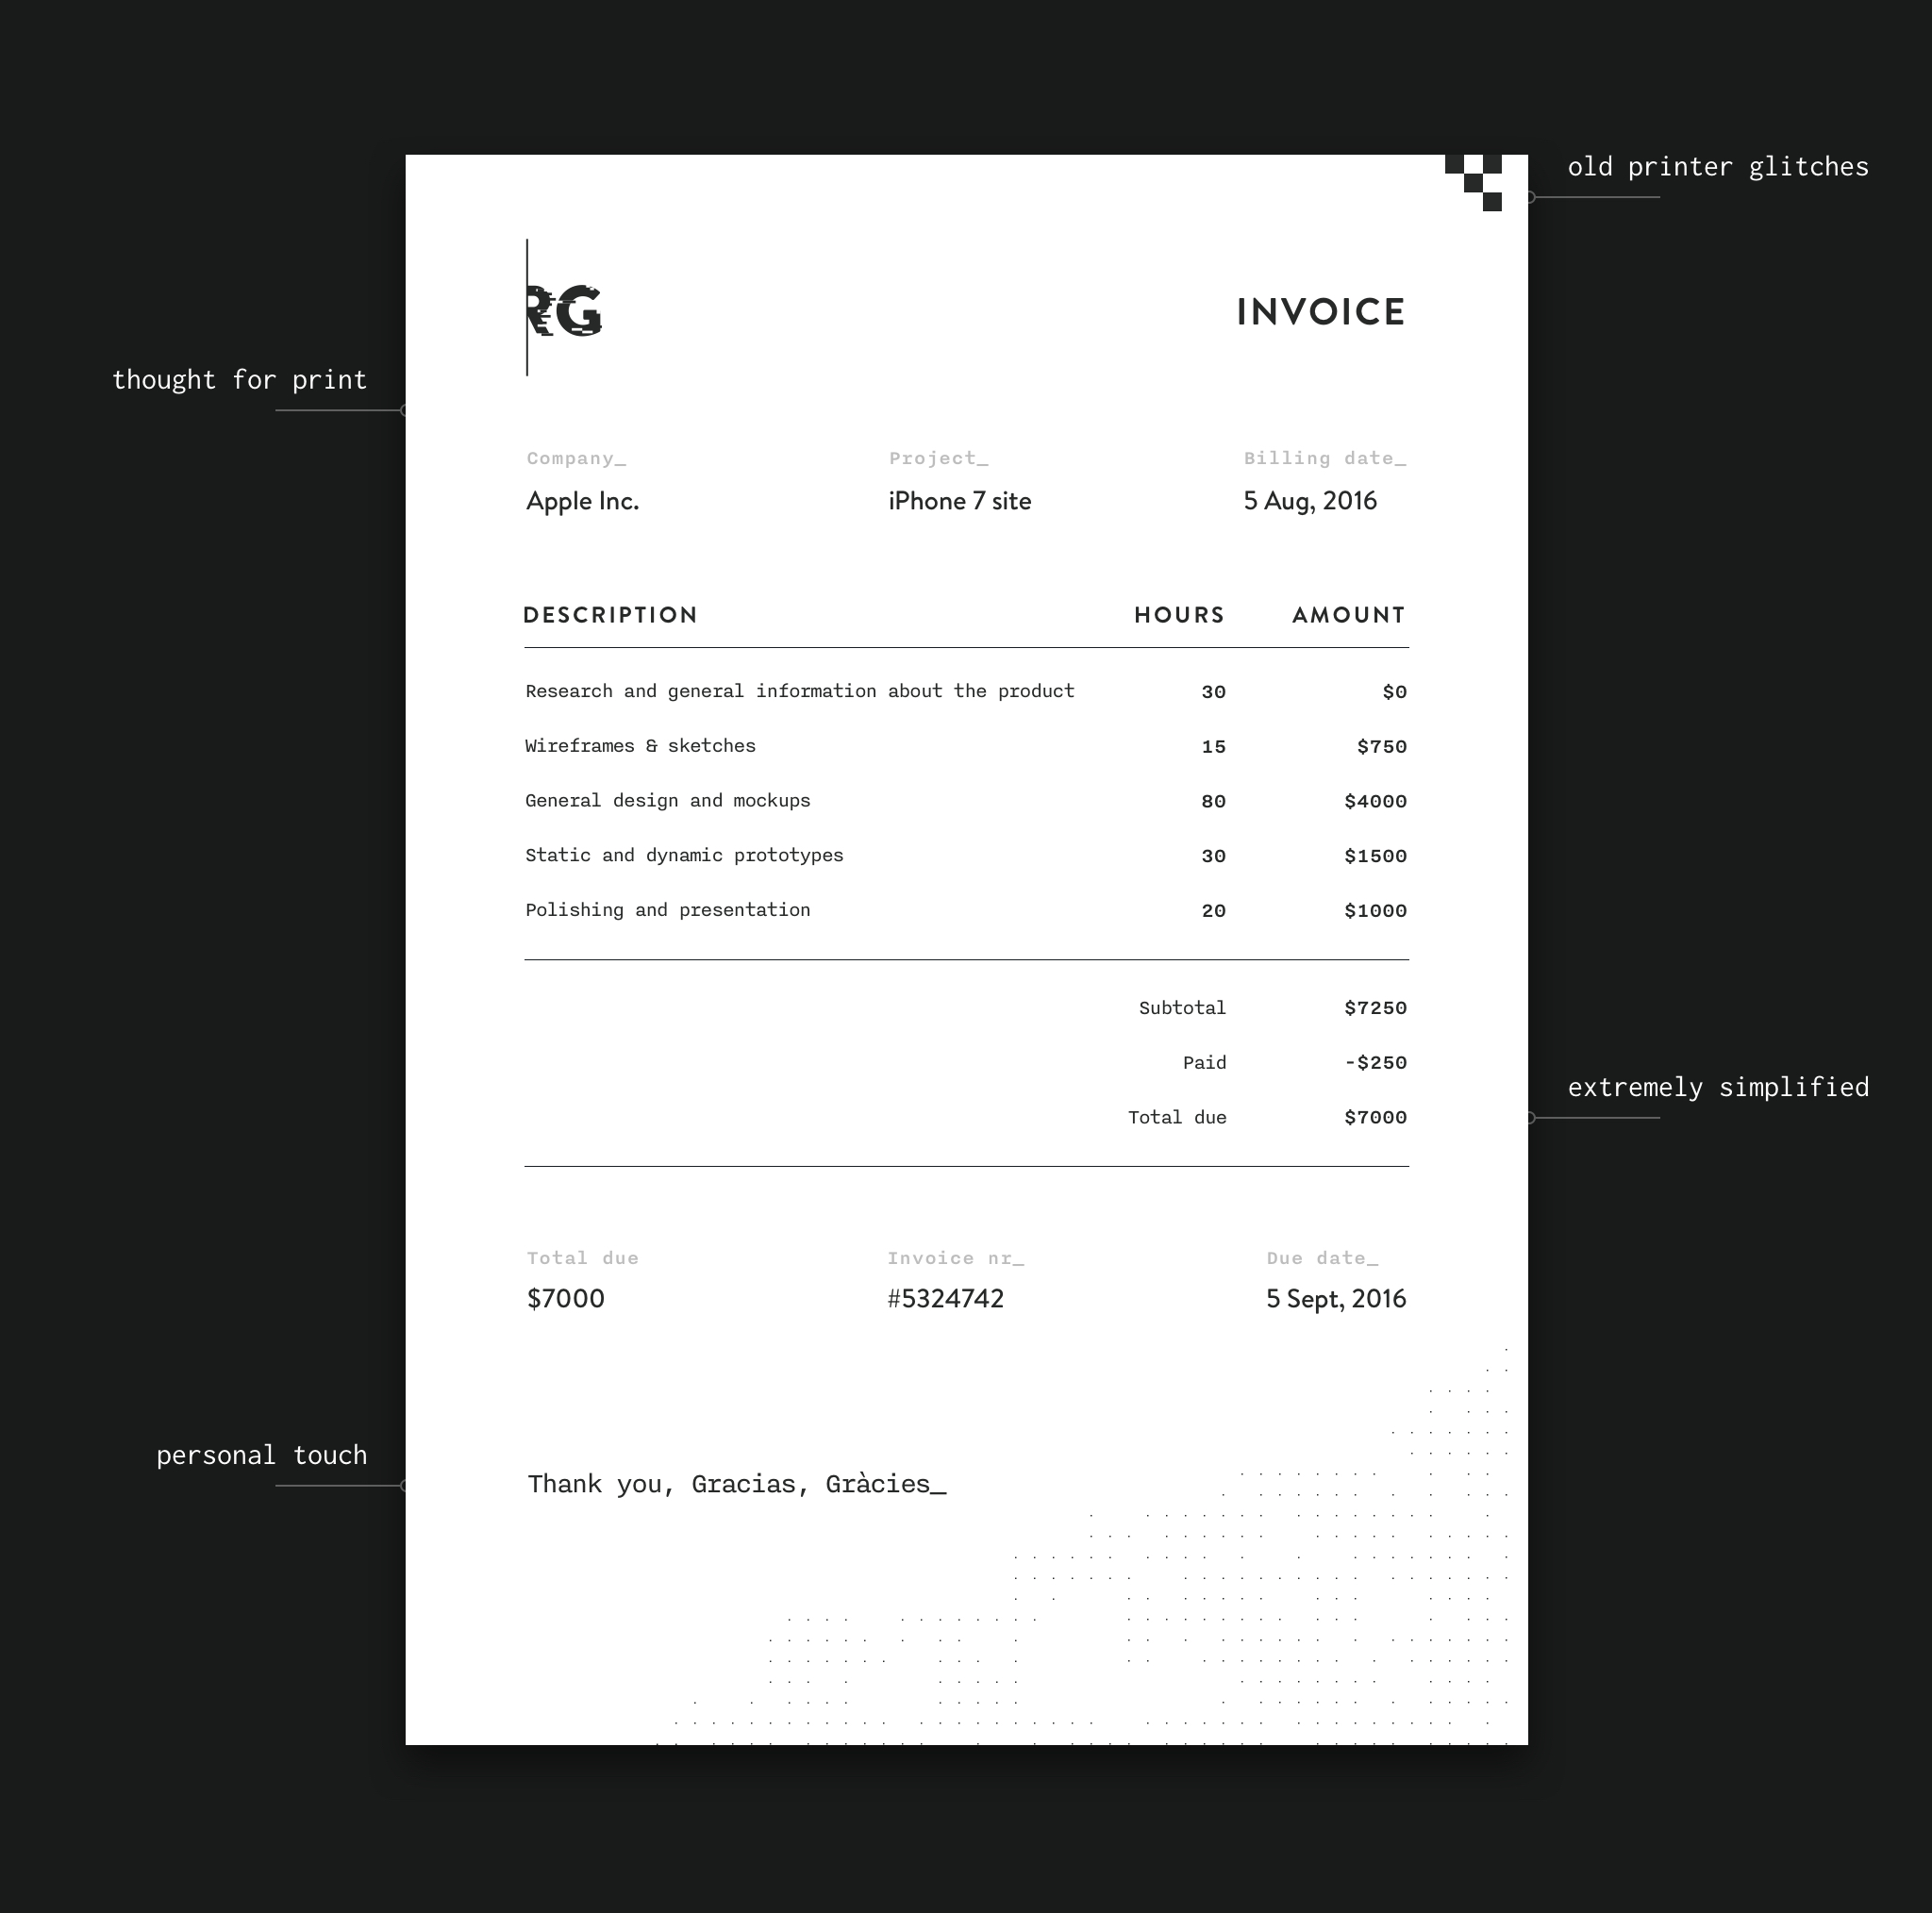 old printer glitches
RG
INVOICE
thought for print
Company_ Project_ Billing date_
Apple Inc. iPhone 7 site 5 Aug, 2016
DESCRIPTION HOURS AMOUNT
Research and general information about the product 30 $0
Wireframes & sketches 15 $750
General design and mockups 80 $4000
Static and dynamic prototypes 30 $1500
Polishing and presentation 20 $1000
Subtotal $7250
Paid -$250
extremely simplified
Total due $7000
Total due Invoice nr_ Due date_
$7000 #5324742 5 Sept, 2016
personal touch
Thank you, Gracias, Gràcies_